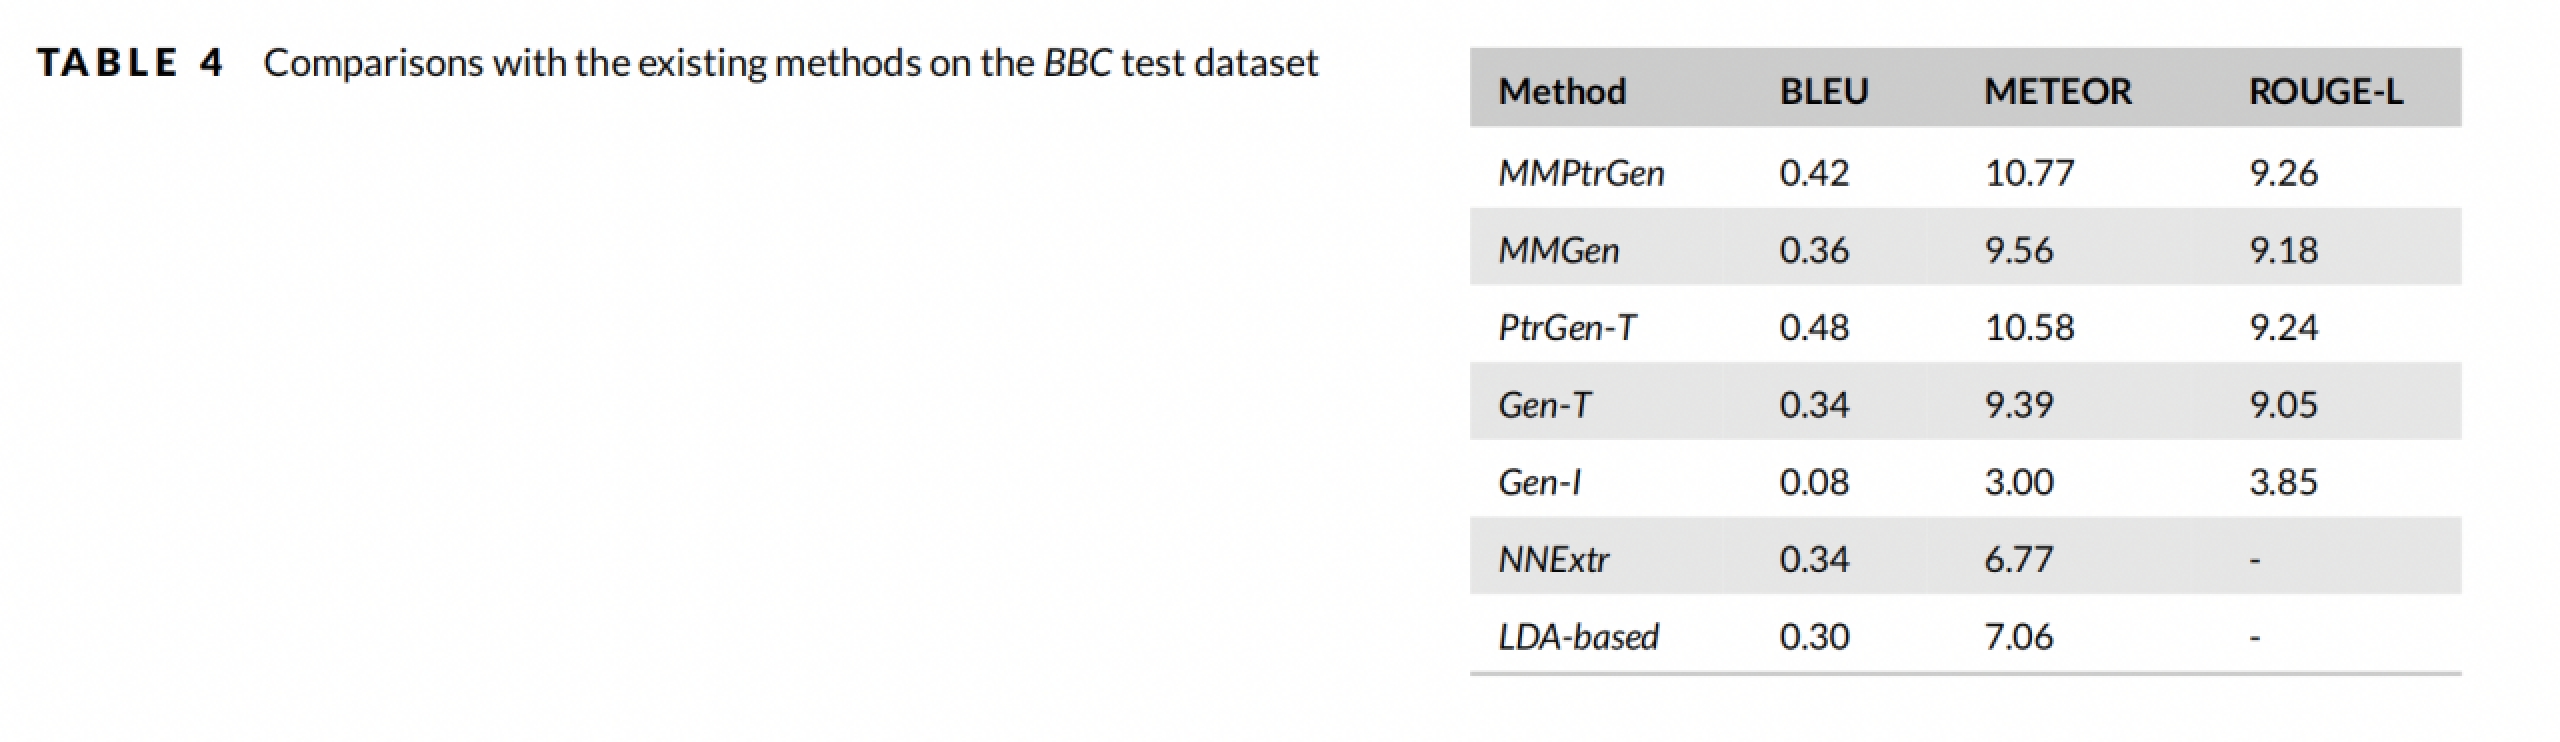 TABLE 4 Comparisons with the existing methods on the BBC test dataset
Method BLEU METEOR ROUGE-L
MMPtrGen 0.42 10.77 9.26
MMGen 0.36 9.56 9.18
PtrGen-T 0.48 10.58 9.24
Gen-T 0.34 9.39 9.05
Gen-I 0.08 3.00 3.85
NNExtr 0.34 6.77 -
LDA-based 0.30 7.06 -